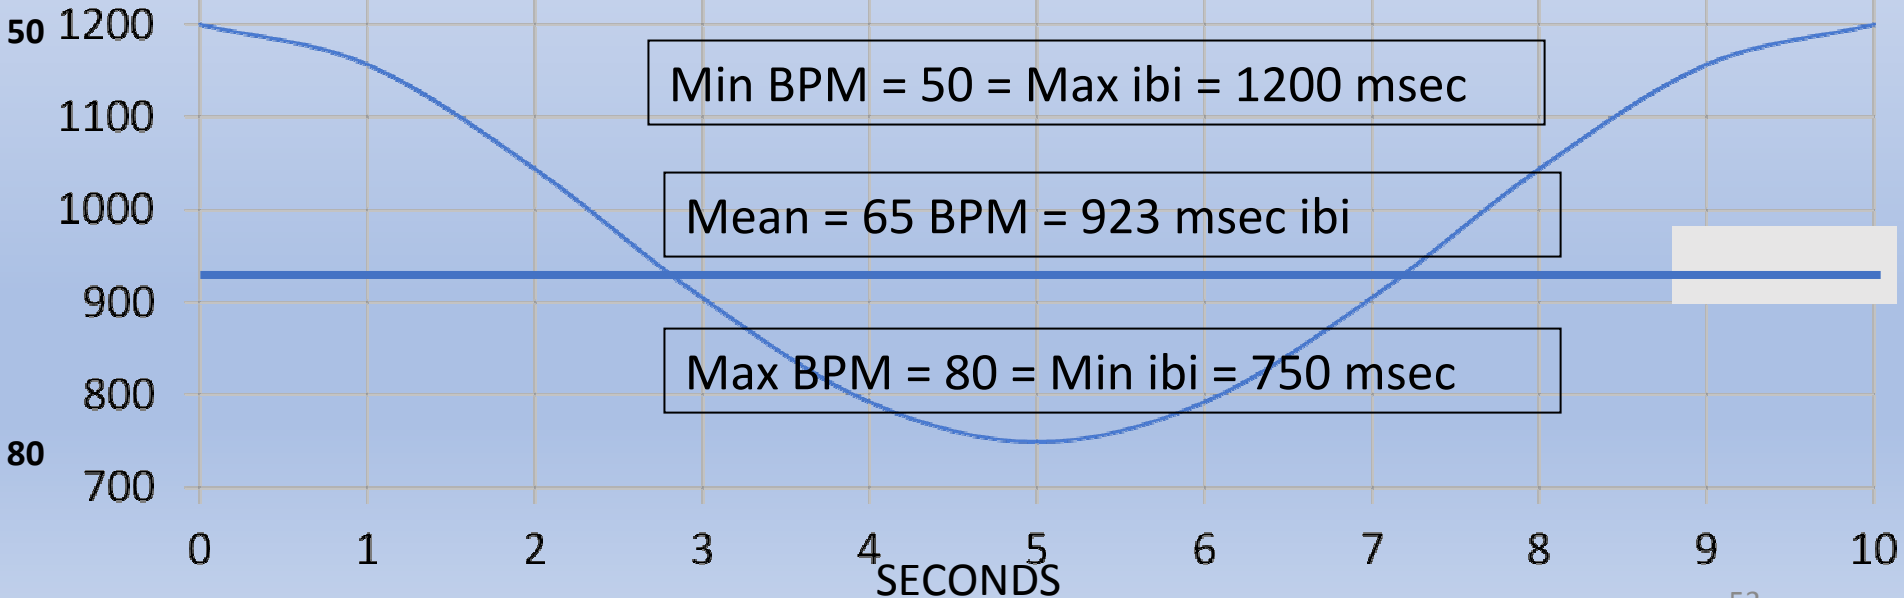 50 1200
Min BPM = 50 = Max ibi = 1200 msec
1100
Mean = 65 BPM = 923 msec ibi
1000
900
Max BPM = 80 = Min ibi = 750 msec
800
80
700
0 1 2 3 4 5 6 7 8 9 10
SECONDS